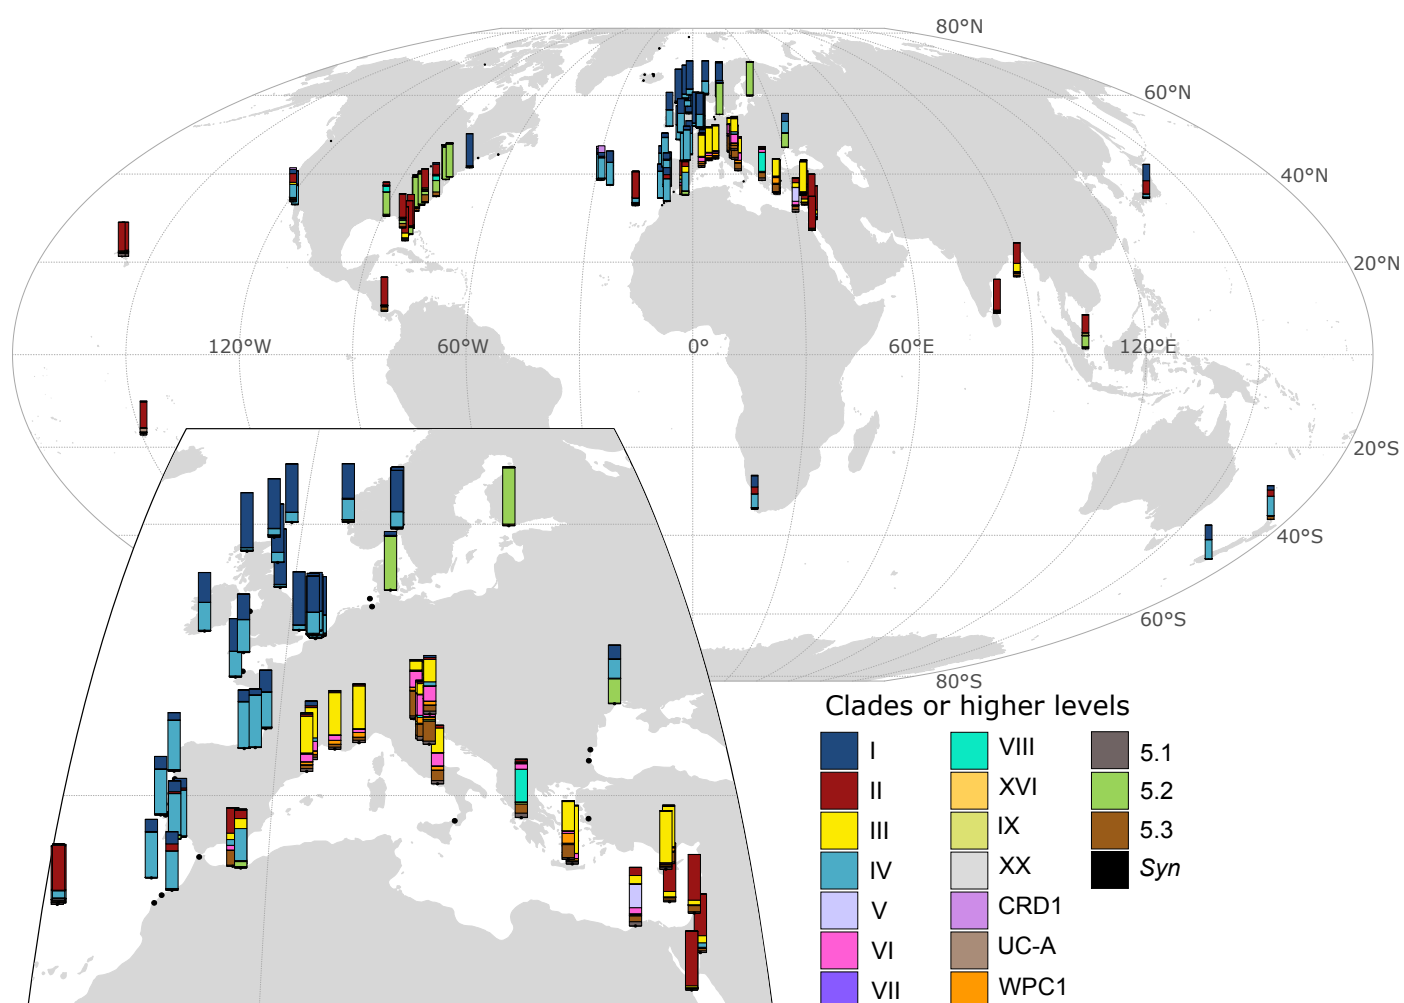 80°N
60°N
40°N
20°N
120°W 60°W 0° 60°E 120°E
20°S
40°S
60°S
80°S
Clades or higher levels
I VIII 5.1
II XVI 5.2
III IX 5.3
IV XX Syn
V CRD1
VI UC-A
VII WPC1